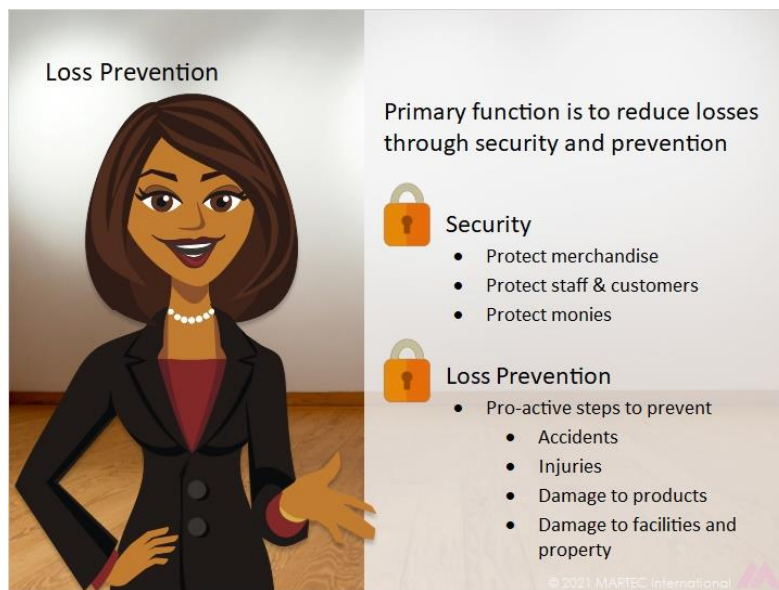 Loss Prevention
Primary function is to reduce losses
through security and prevention
Security
• Protect merchandise
• Protect staff & customers
• Protect monies
Loss Prevention
• Pro-active steps to prevent
• Accidents
• Injuries
• Damage to products
• Damage to facilities and
property
© 2021 MARTEC International